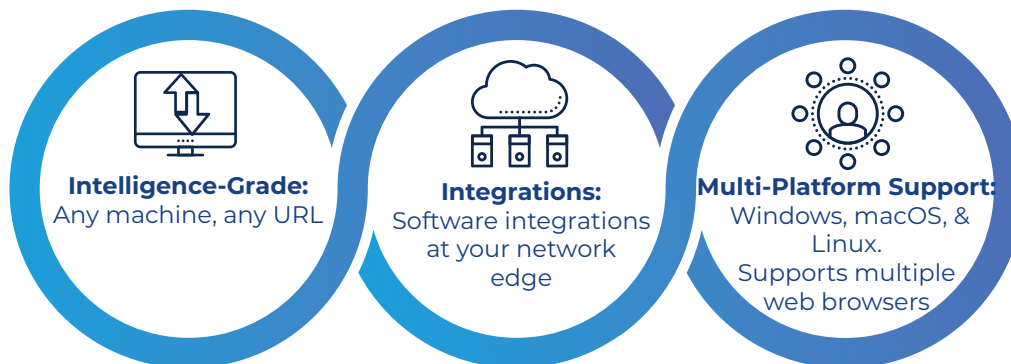 Intelligence-Grade:
Any machine, any URL
Integrations:
Software integrations
at your network
edge
Multi-Platform Support:
Windows, macOS, &
Linux.
Supports multiple
web browsers